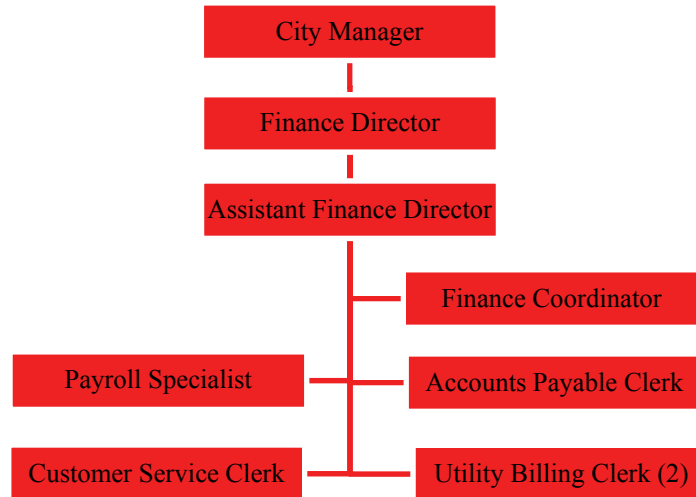 City Manager
Finance Director
Assistant Finance Director
Finance Coordinator
Payroll Specialist
Accounts Payable Clerk
Customer Service Clerk
Utility Billing Clerk (2)